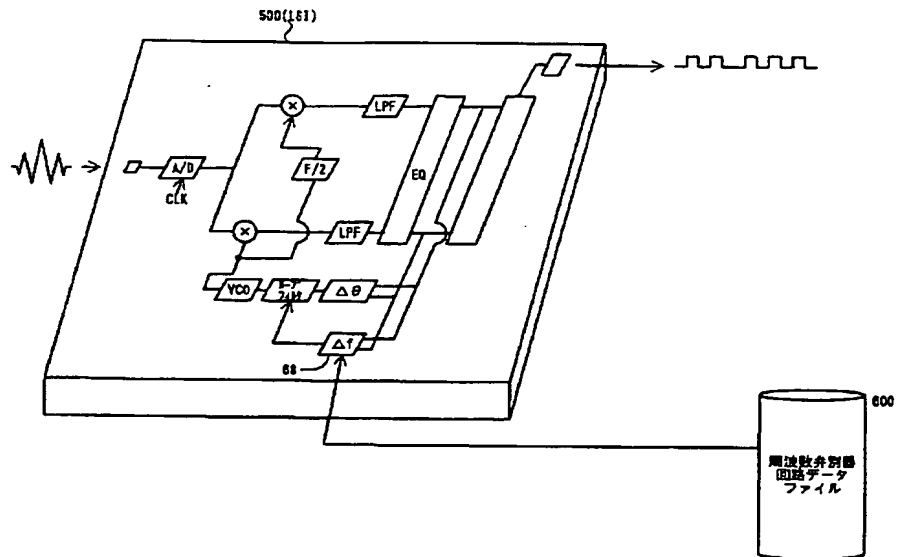 500(LSI)
LPF
×
A/D
F/2
EQ
CLK
×
LPF
VCO
ループ
フィルタ
Δθ
Δf
68
600
周波数弁別器
回路データ
ファイル